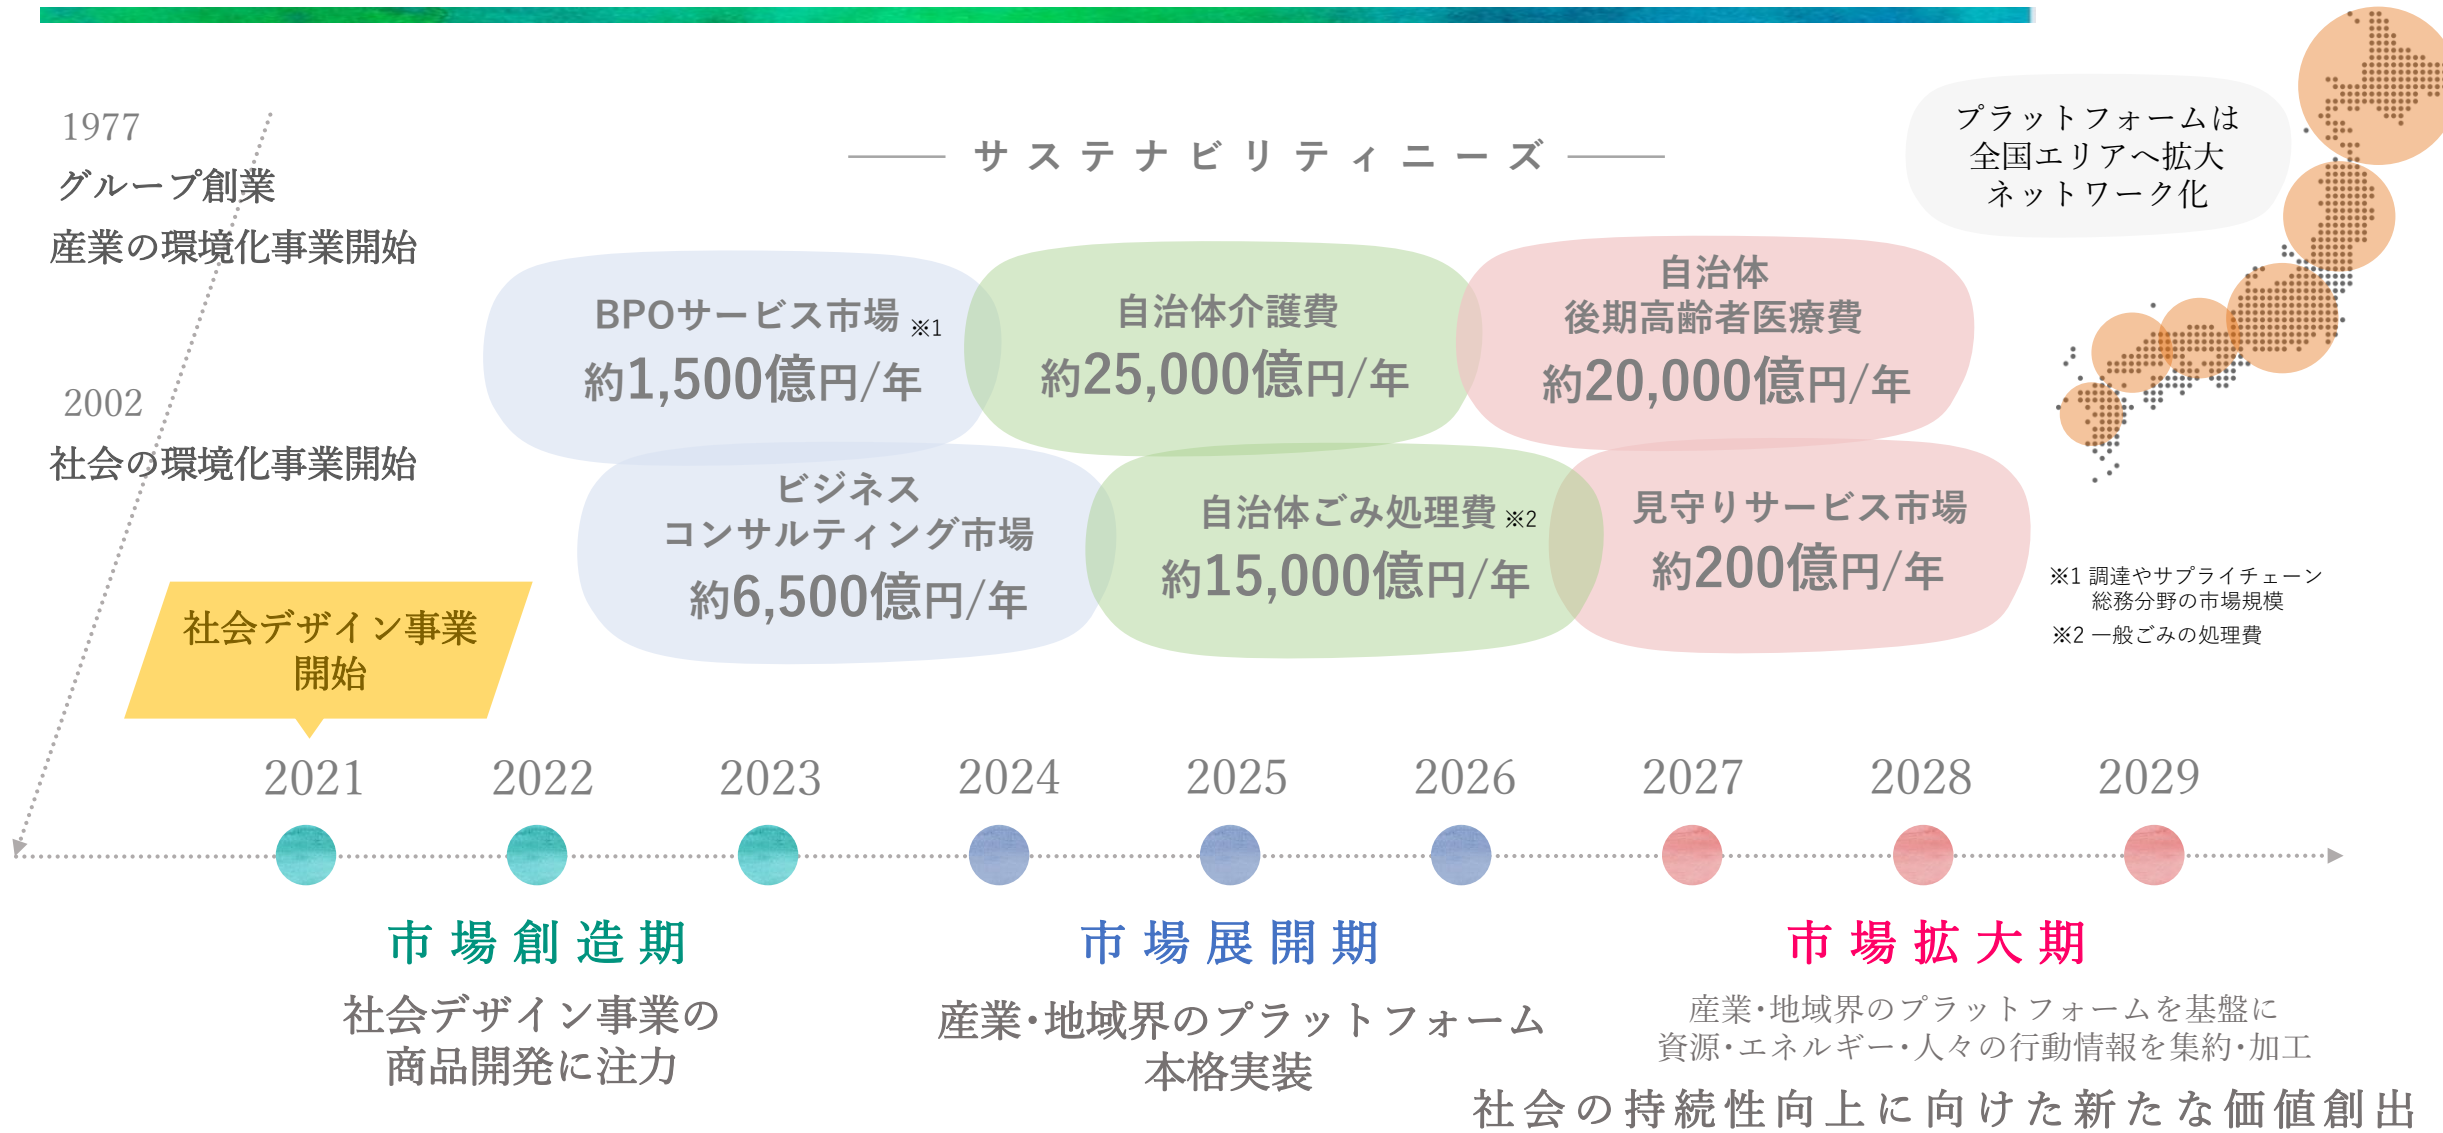 1977
グループ創業
産業の環境化事業開始
2002
社会の環境化事業開始
社会デザイン事業
開始
サステナビリティニーズ
BPOサービス市場 ※1
約1,500億円/年
自治体介護費
約25,000億円/年
自治体
後期高齢者医療費
約20,000億円/年
ビジネス
コンサルティング市場
約6,500億円/年
自治体ごみ処理費 ※2
約15,000億円/年
見守りサービス市場
約200億円/年
プラットフォームは
全国エリアへ拡大
ネットワーク化
※1 調達やサプライチェーン
総務分野の市場規模
※2 一般ごみの処理費
2021 2022 2023 2024 2025 2026 2027 2028 2029
市場創造期
社会デザイン事業の
商品開発に注力
市場展開期
産業・地域界のプラットフォーム
本格実装
市場拡大期
産業・地域界のプラットフォームを基盤に
資源・エネルギー・人々の行動情報を集約・加工
社会の持続性向上に向けた新たな価値創出